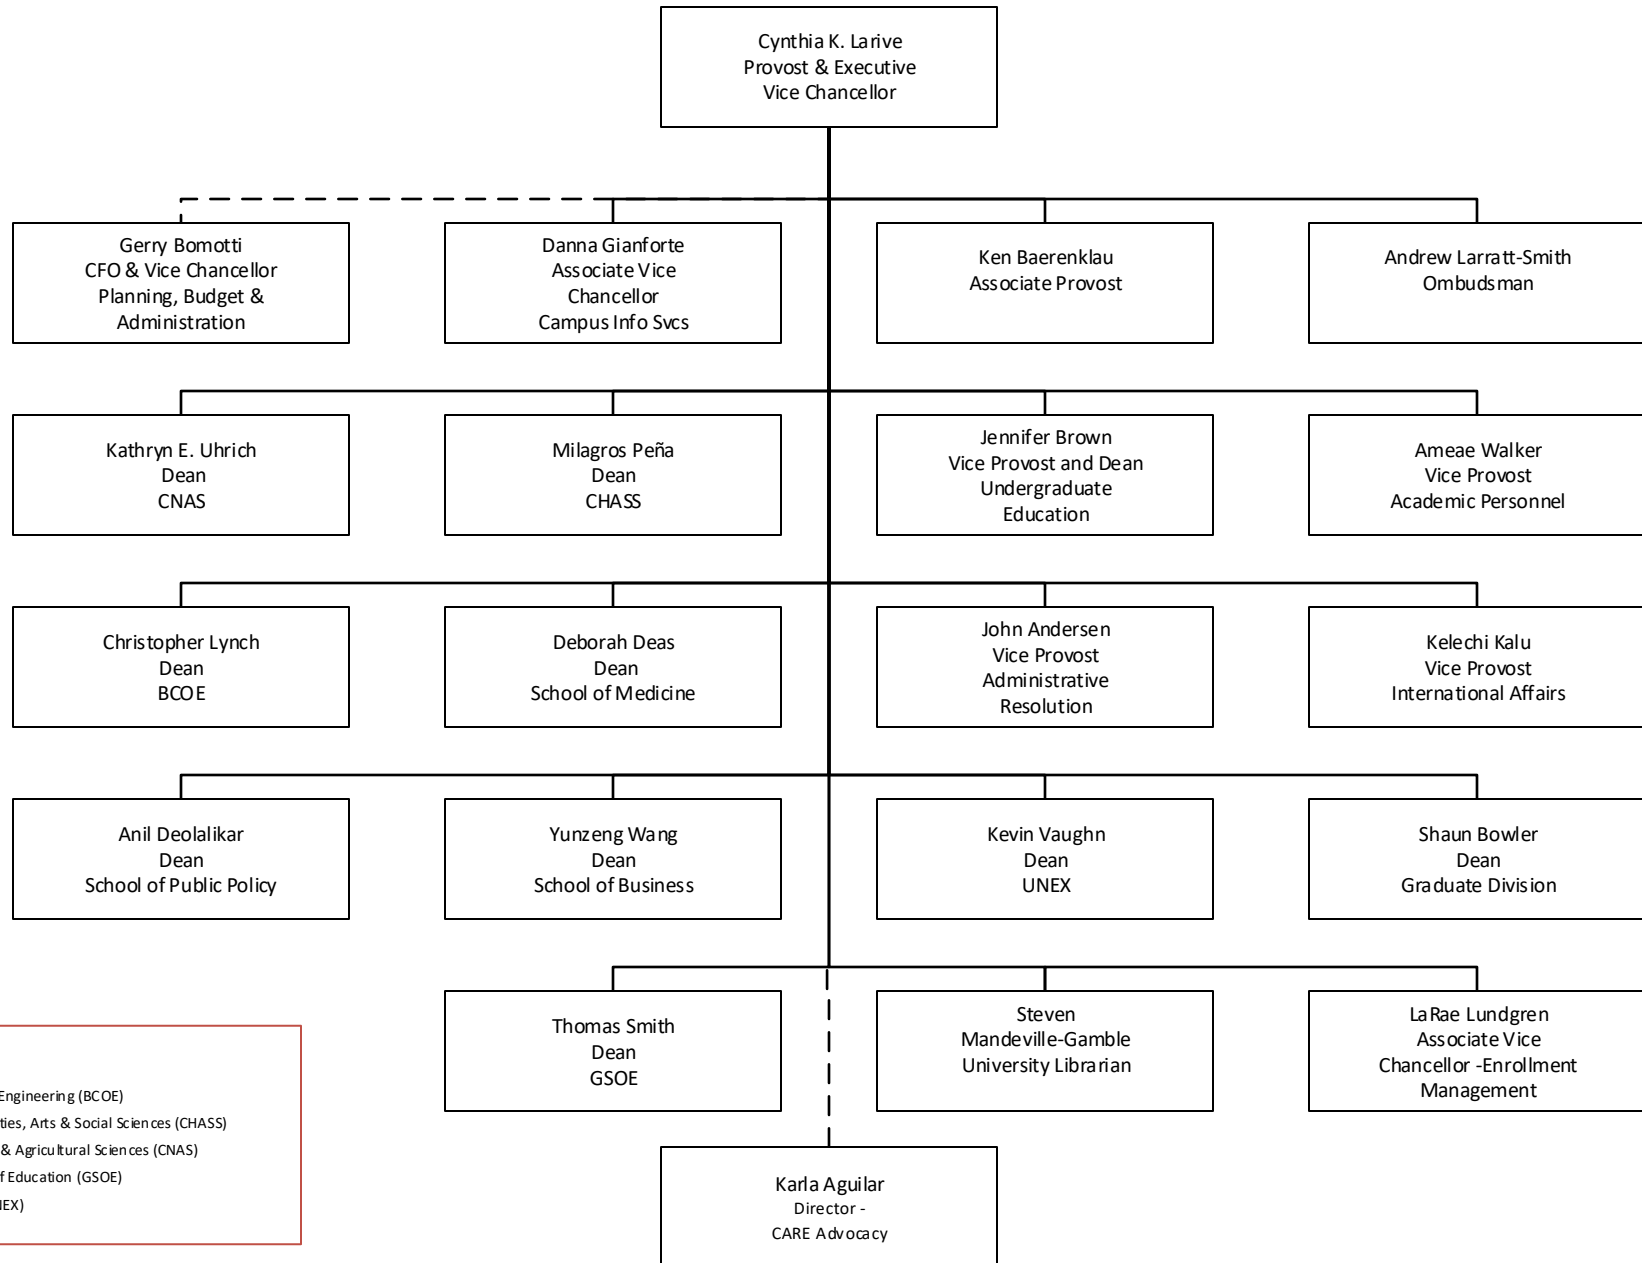 Cynthia K. Larive
Provost & Executive
Vice Chancellor
Gerry Bomotti
CFO & Vice Chancellor
Planning, Budget &
Administration
Danna Gianforte
Associate Vice
Chancellor
Campus Info Svcs
Ken Baerenklau
Associate Provost
Andrew Larratt-Smith
Ombudsman
Kathryn E. Uhrich
Dean
CNAS
Milagros Peña
Dean
CHASS
Jennifer Brown
Vice Provost and Dean
Undergraduate
Education
Ameae Walker
Vice Provost
Academic Personnel
Christopher Lynch
Dean
BCOE
Deborah Deas
Dean
School of Medicine
John Andersen
Vice Provost
Administrative
Resolution
Kelechi Kalu
Vice Provost
International Affairs
Anil Deolalikar
Dean
School of Public Policy
Yunzeng Wang
Dean
School of Business
Kevin Vaughn
Dean
UNEX
Shaun Bowler
Dean
Graduate Division
Thomas Smith
Dean
GSOE
Steven
Mandeville-Gamble
University Librarian
LaRae Lundgren
Associate Vice
Chancellor -Enrollment
Management
Engineering (BCOE)
ties, Arts & Social Sciences (CHASS)
& Agricultural Sciences (CNAS)
f Education (GSOE)
NEX)
Karla Aguilar
Director -
CARE Advocacy